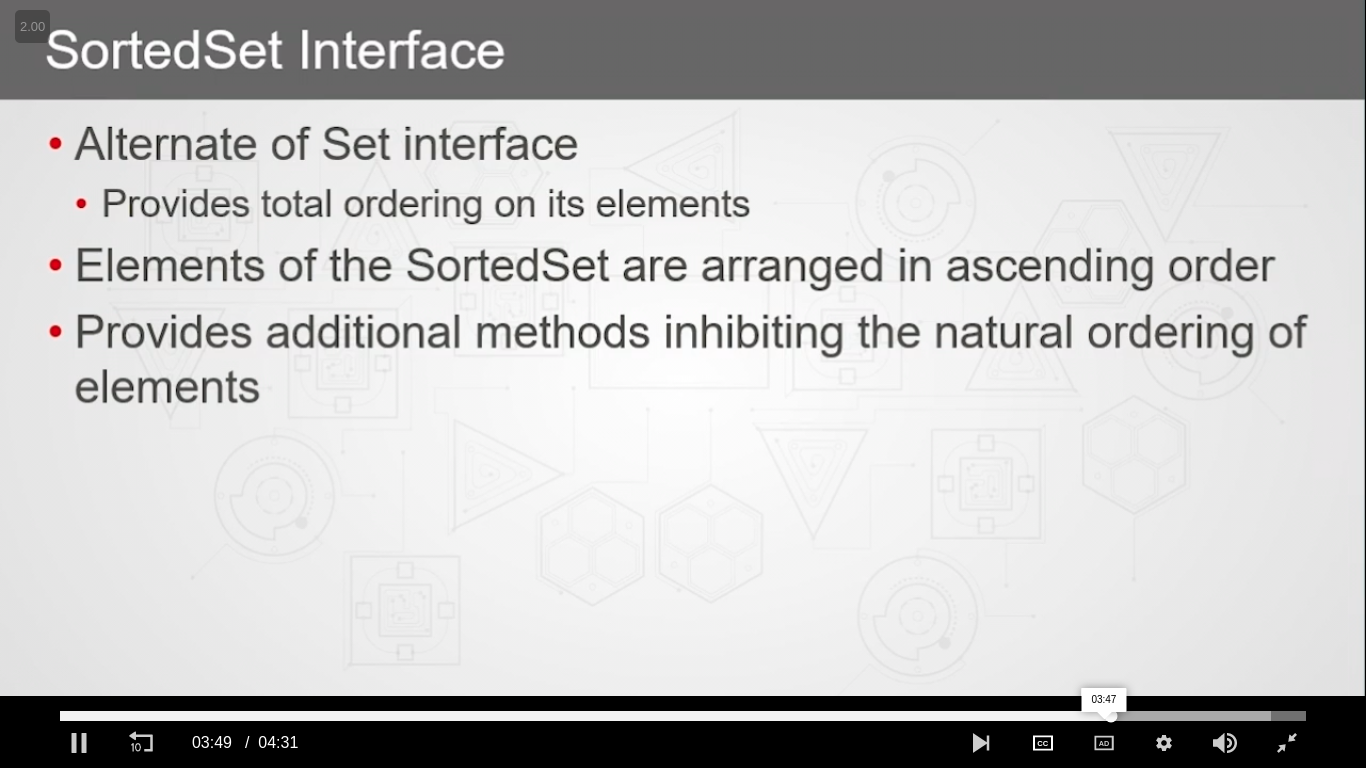 2.00
SortedSet Interface
• Alternate of Set interface
• Provides total ordering on its elements
• Elements of the SortedSet are arranged in ascending order
• Provides additional methods inhibiting the natural ordering of
elements
03:47
10
03:49 / 04:31
CC
AD